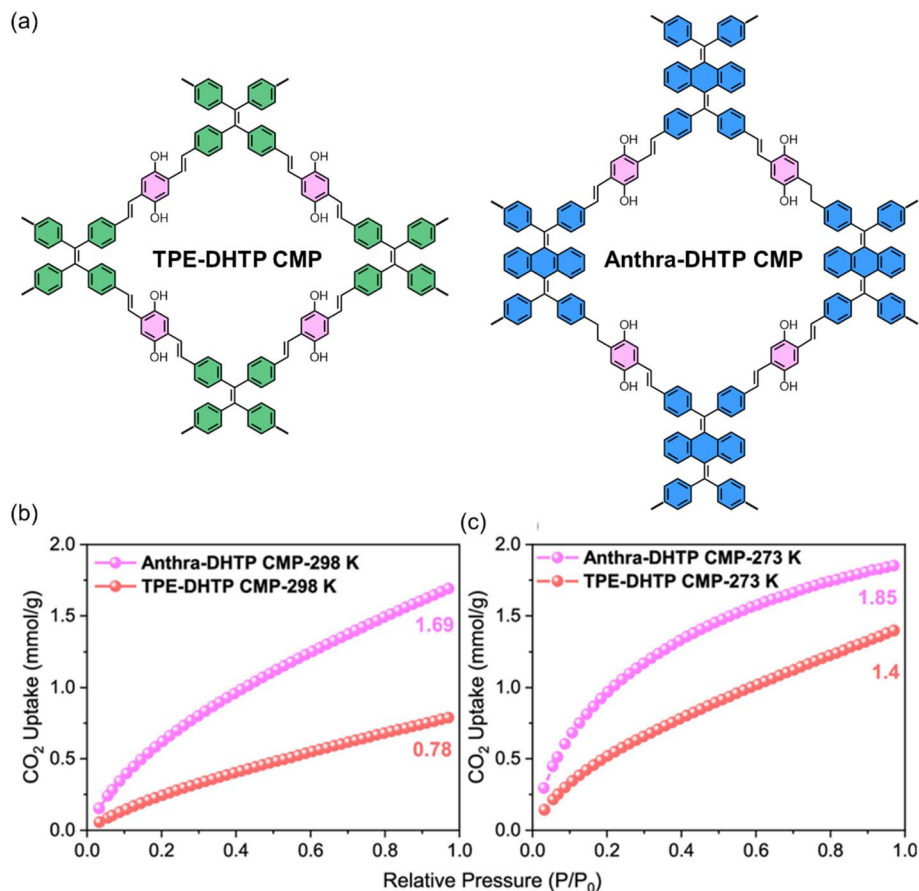 (a)
OH
OH
OH
OH
OH
OH
OH
OH
TPE-DHTP CMP
Anthra-DHTP CMP
OH
OH
OH
OH
OH
OH
OH
OH
(b)
2.0
1.5
1.0
0.5
0.0
CO₂ Uptake (mmol/g)
Anthra-DHTP CMP-298 K
TPE-DHTP CMP-298 K
1.69
0.78
0.0 0.2 0.4 0.6 0.8 1.0
(c)
2.0
1.5
1.0
0.5
0.0
CO₂ Uptake (mmol/g)
Anthra-DHTP CMP-273 K
TPE-DHTP CMP-273 K
1.85
1.4
0.0 0.2 0.4 0.6 0.8 1.0
Relative Pressure (P/P₀)